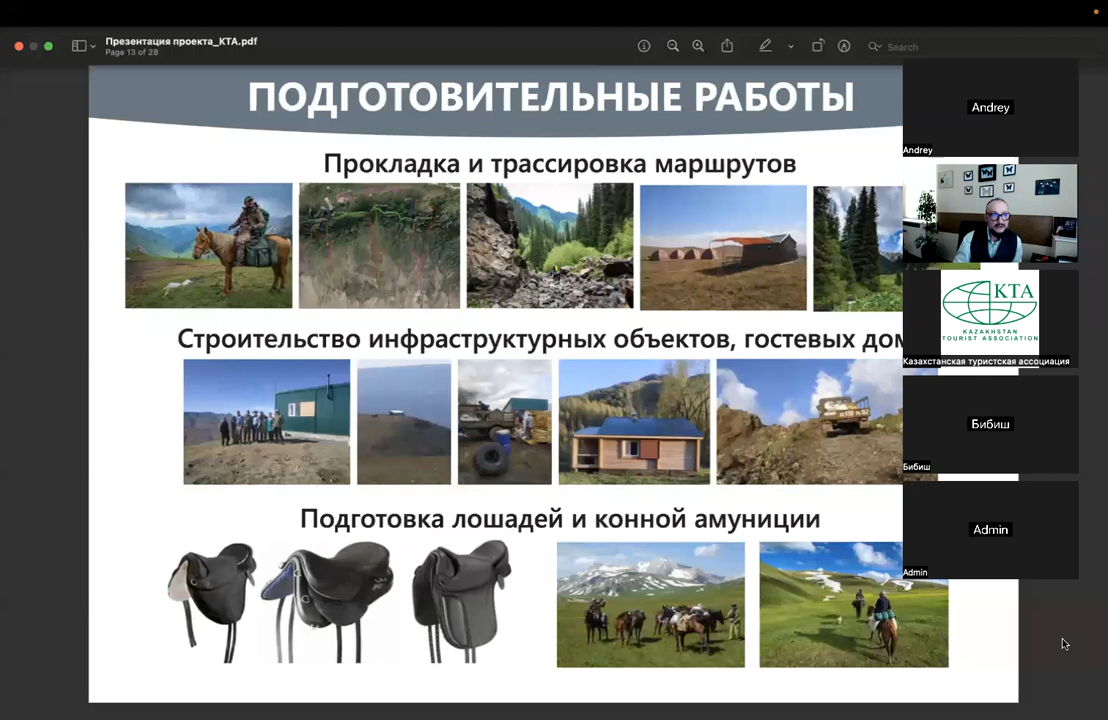 Презентация проекта_КТА.pdf
Page 13 of 28
Search
ПОДГОТОВИТЕЛЬНЫЕ РАБОТЫ
Прокладка и трассировка маршрутов
Строительство инфраструктурных объектов, гостевых дом
Подготовка лошадей и конной амуниции
Andrey
Andrey
KTA
KAZAKHSTAN
TOURIST ASSOCIATION
Казахстанская туристская ассоциация
Бибиш
Бибиш
Admin
Admin